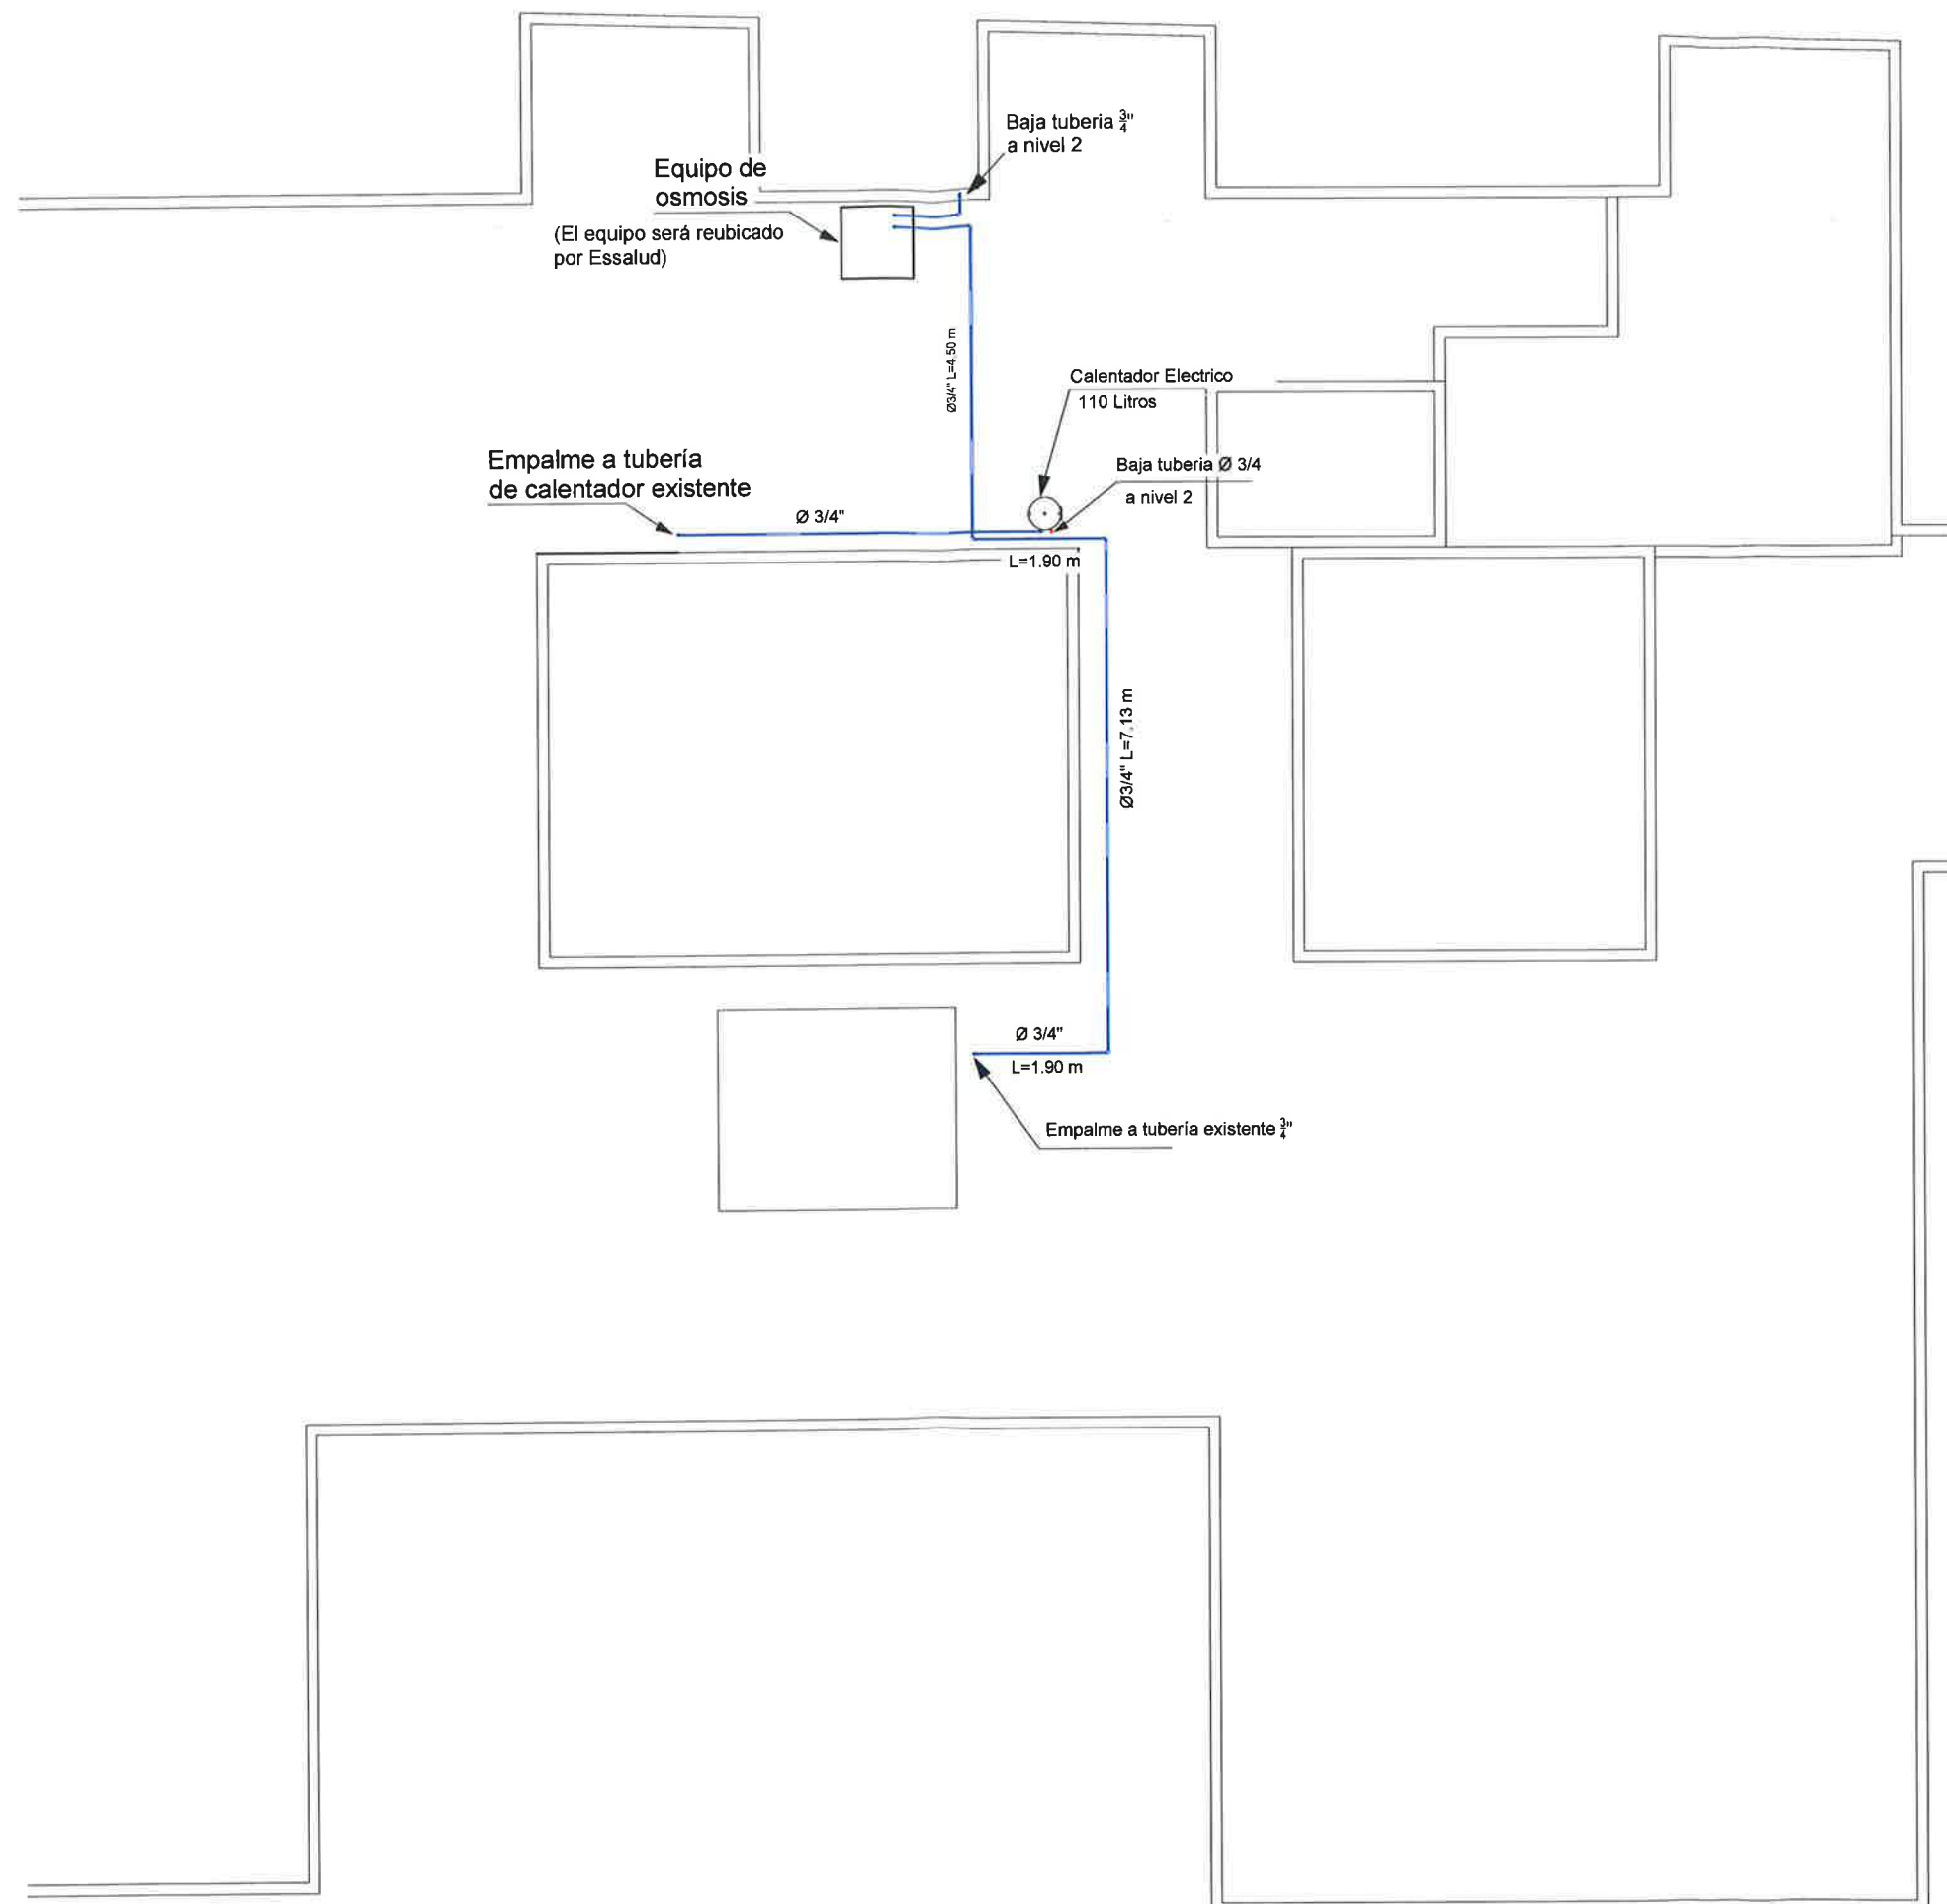 Baja tuberia 3/4"
a nivel 2
Equipo de
osmosis
(El equipo será reubicado
por Essalud)
Ø3/4" L=4.50 m
Calentador Electrico
110 Litros
Empalme a tubería
de calentador existente
Baja tuberia Ø 3/4
a nivel 2
Ø 3/4"
L=1.90 m
Ø3/4" L=7.13 m
Ø 3/4"
L=1.90 m
Empalme a tubería existente 3/4"